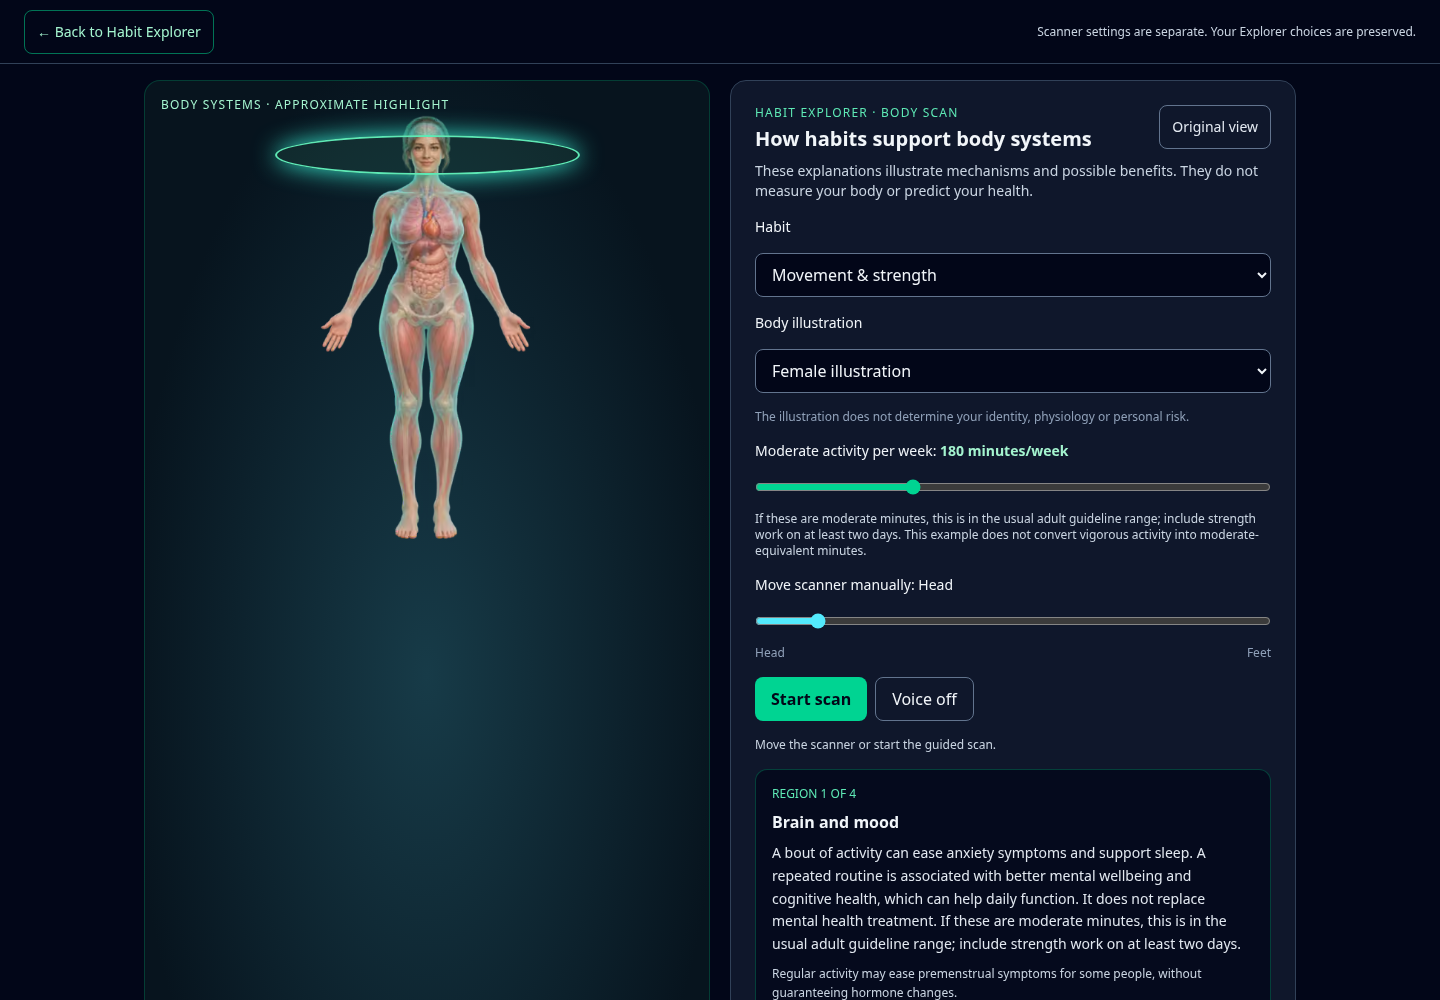 ← Back to Habit Explorer
Scanner settings are separate. Your Explorer choices are preserved.
BODY SYSTEMS · APPROXIMATE HIGHLIGHT
HABIT EXPLORER · BODY SCAN
How habits support body systems
Original view
These explanations illustrate mechanisms and possible benefits. They do not
measure your body or predict your health.
Habit
Movement & strength
Body illustration
Female illustration
The illustration does not determine your identity, physiology or personal risk.
Moderate activity per week: 180 minutes/week
If these are moderate minutes, this is in the usual adult guideline range; include strength
work on at least two days. This example does not convert vigorous activity into moderate-
equivalent minutes.
Move scanner manually: Head
Head
Feet
Start scan
Voice off
Move the scanner or start the guided scan.
REGION 1 OF 4
Brain and mood
A bout of activity can ease anxiety symptoms and support sleep. A
repeated routine is associated with better mental wellbeing and
cognitive health, which can help daily function. It does not replace
mental health treatment. If these are moderate minutes, this is in the
usual adult guideline range; include strength work on at least two days.
Regular activity may ease premenstrual symptoms for some people, without
guaranteeing hormone changes.